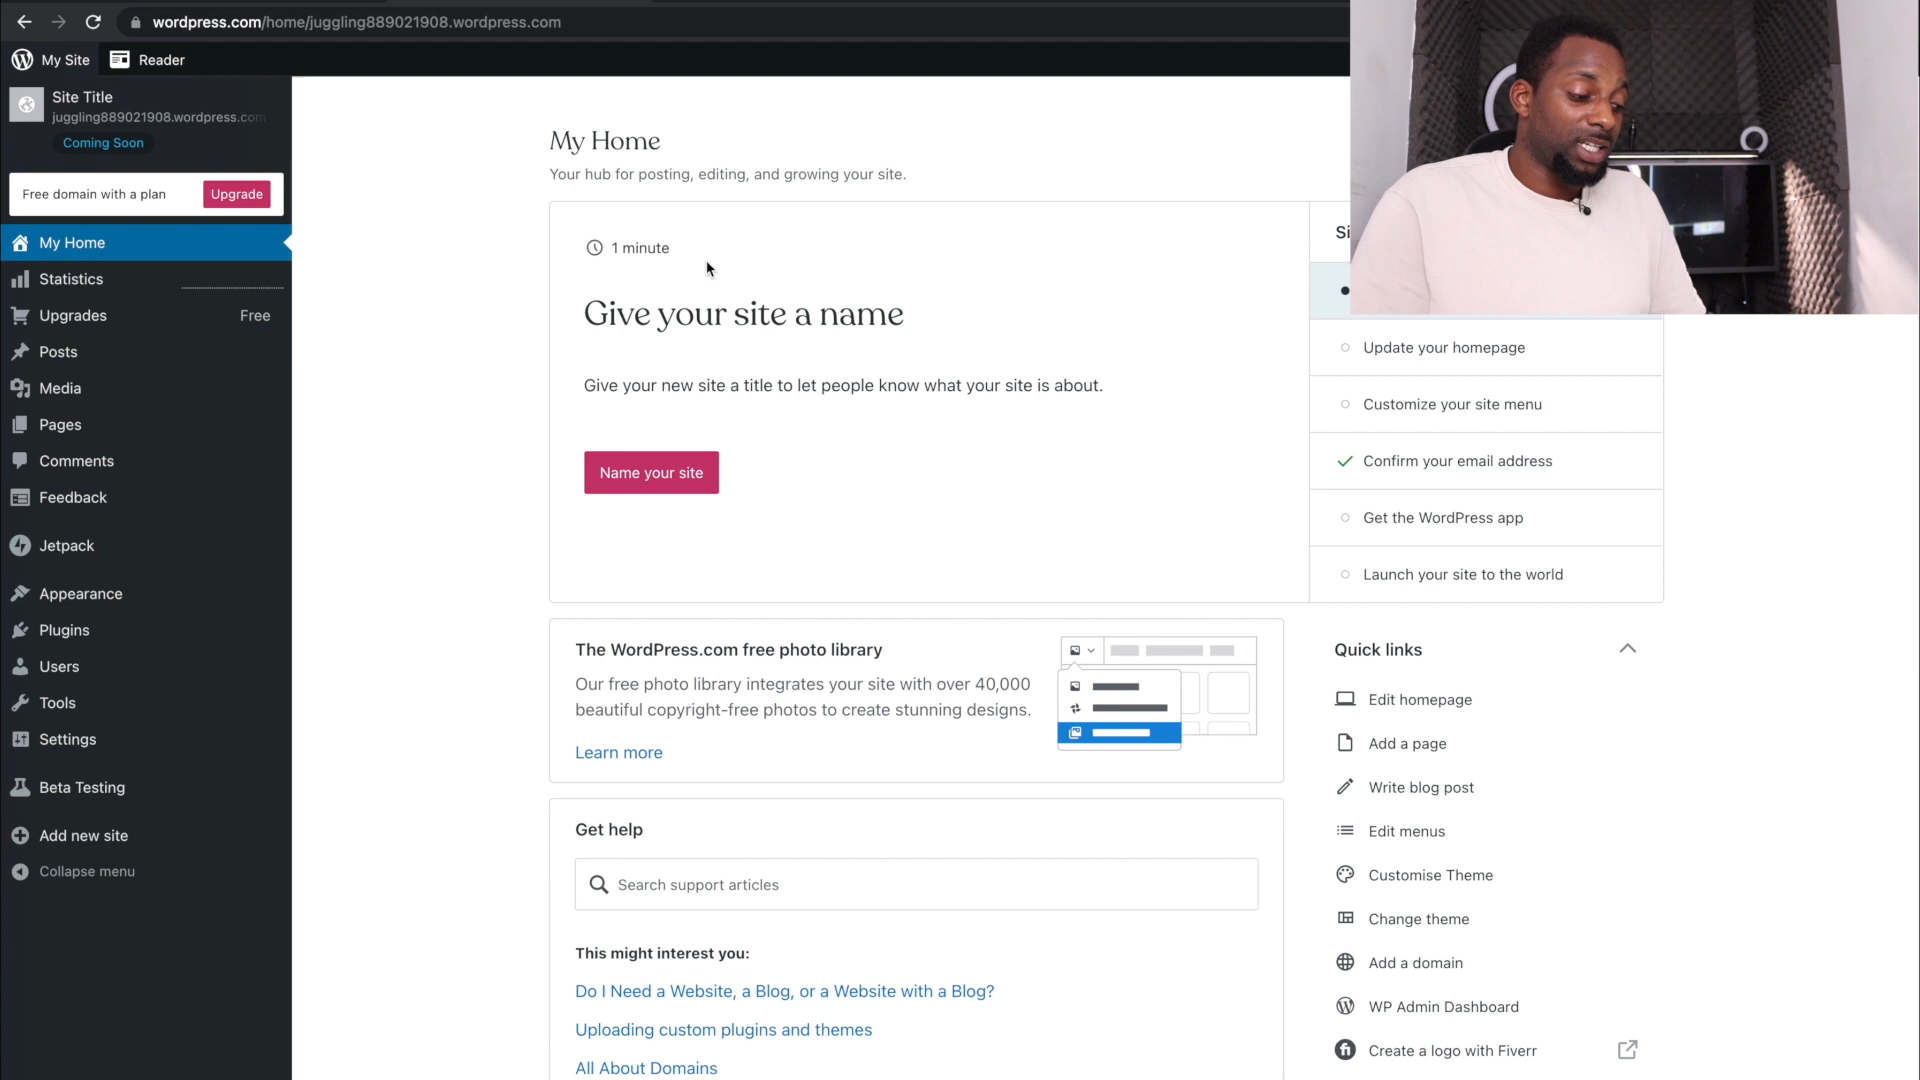 wordpress.com/home/juggling889021908.wordpress.com
My Site
Reader
Site Title
juggling889021908.wordpress.com
Coming Soon
Free domain with a plan
Upgrade
My Home
Statistics
Upgrades
Free
Posts
Media
Pages
Comments
Feedback
Jetpack
Appearance
Plugins
Users
Tools
Settings
Beta Testing
Add new site
Collapse menu
My Home
Your hub for posting, editing, and growing your site.
1 minute
Give your site a name
Give your new site a title to let people know what your site is about.
Name your site
Update your homepage
Customize your site menu
Confirm your email address
Get the WordPress app
Launch your site to the world
The WordPress.com free photo library
Our free photo library integrates your site with over 40,000
beautiful copyright-free photos to create stunning designs.
Learn more
Get help
Search support articles
This might interest you:
Do I Need a Website, a Blog, or a Website with a Blog?
Uploading custom plugins and themes
All About Domains
Quick links
Edit homepage
Add a page
Write blog post
Edit menus
Customise Theme
Change theme
Add a domain
WP Admin Dashboard
Create a logo with Fiverr